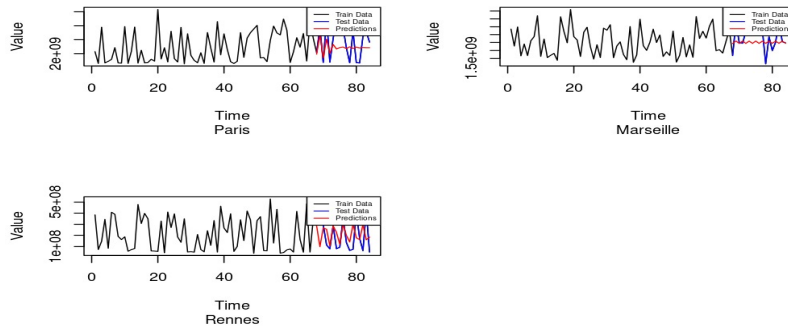 Value
2e+09
Train Data
Test Data
Predictions
0 20 40 60 80
Time
Paris
Value
1.5e+09
Train Data
Test Data
Predictions
0 20 40 60 80
Time
Marseille
Value
5e+08
1e+08
Train Data
Test Data
Predictions
0 20 40 60 80
Time
Rennes